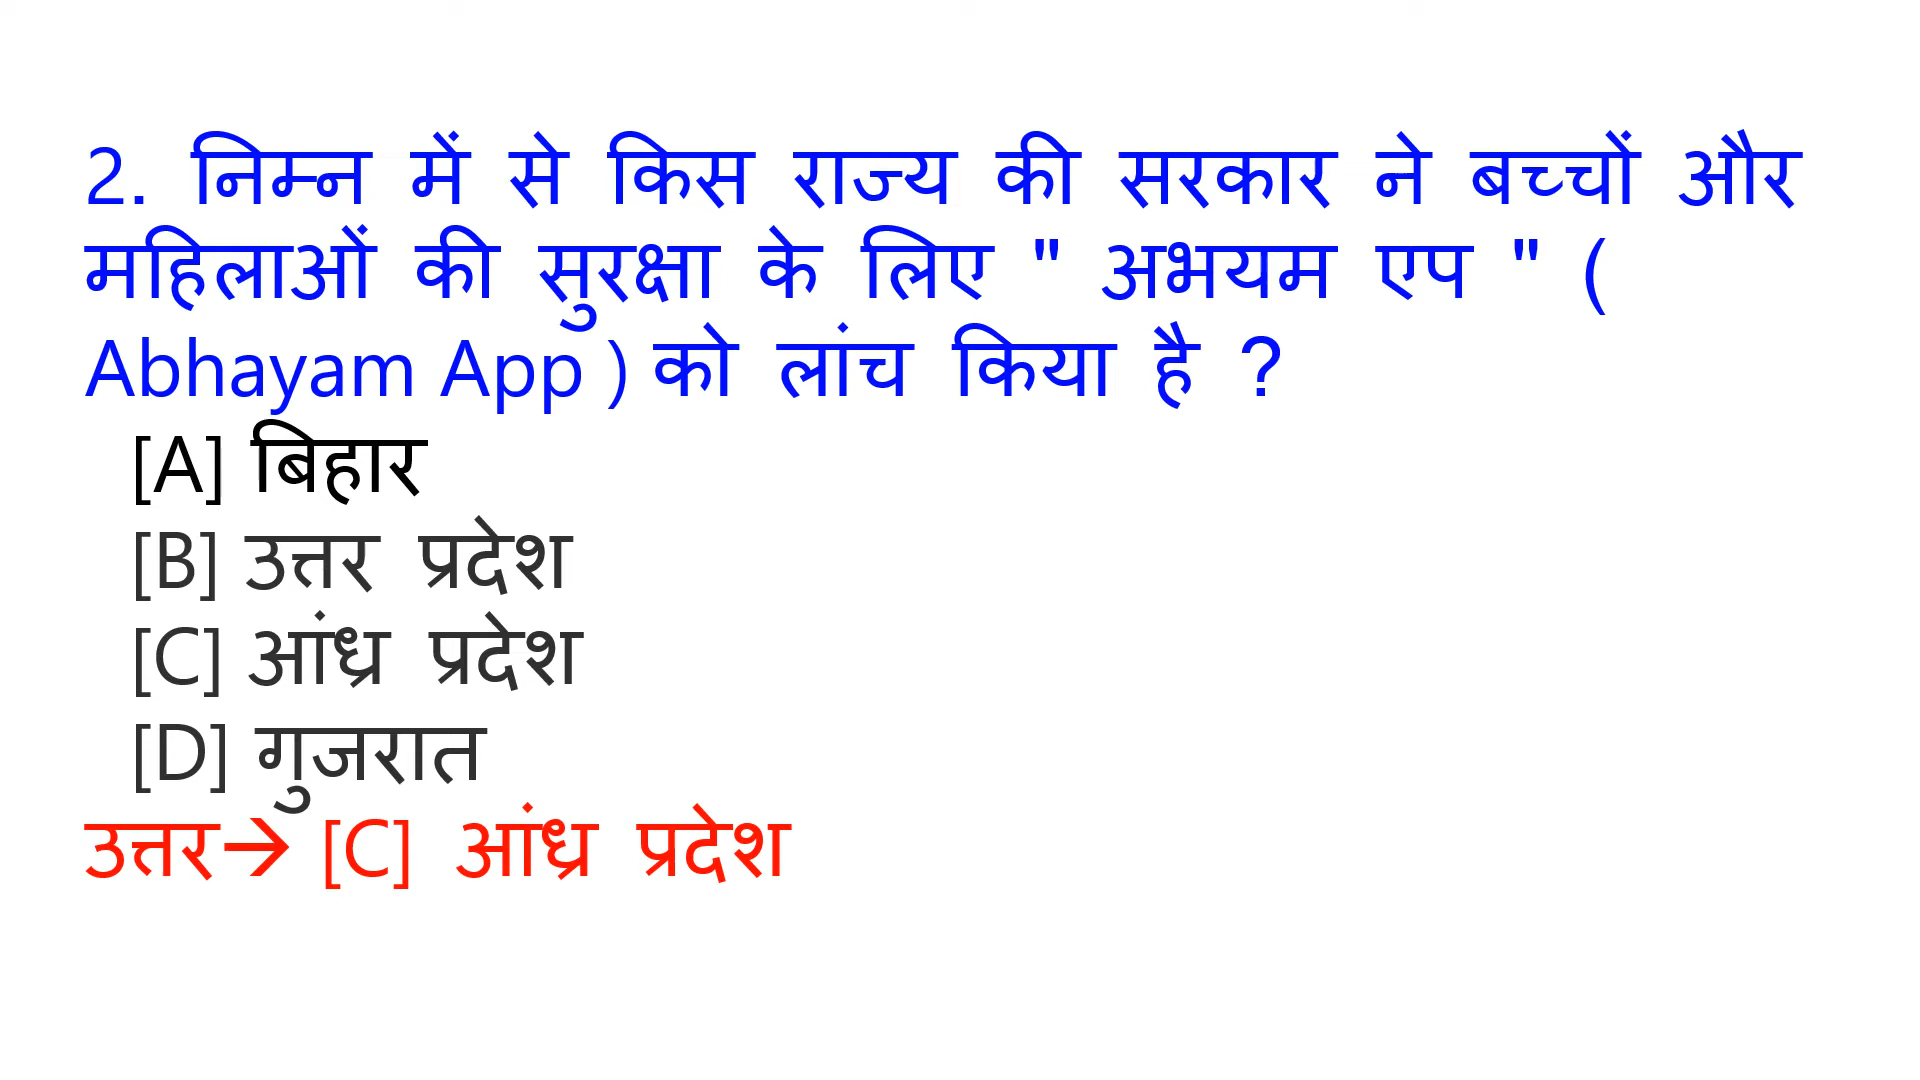 2. निम्न में से किस राज्य की सरकार ने बच्चों और
महिलाओं की सुरक्षा के लिए " अभयम एप " (
Abhayam App ) को लांच किया है ?
[A] बिहार
[B] उत्तर प्रदेश
[C] आंध्र प्रदेश
[D] गुजरात
उत्तर→ [C] आंध्र प्रदेश